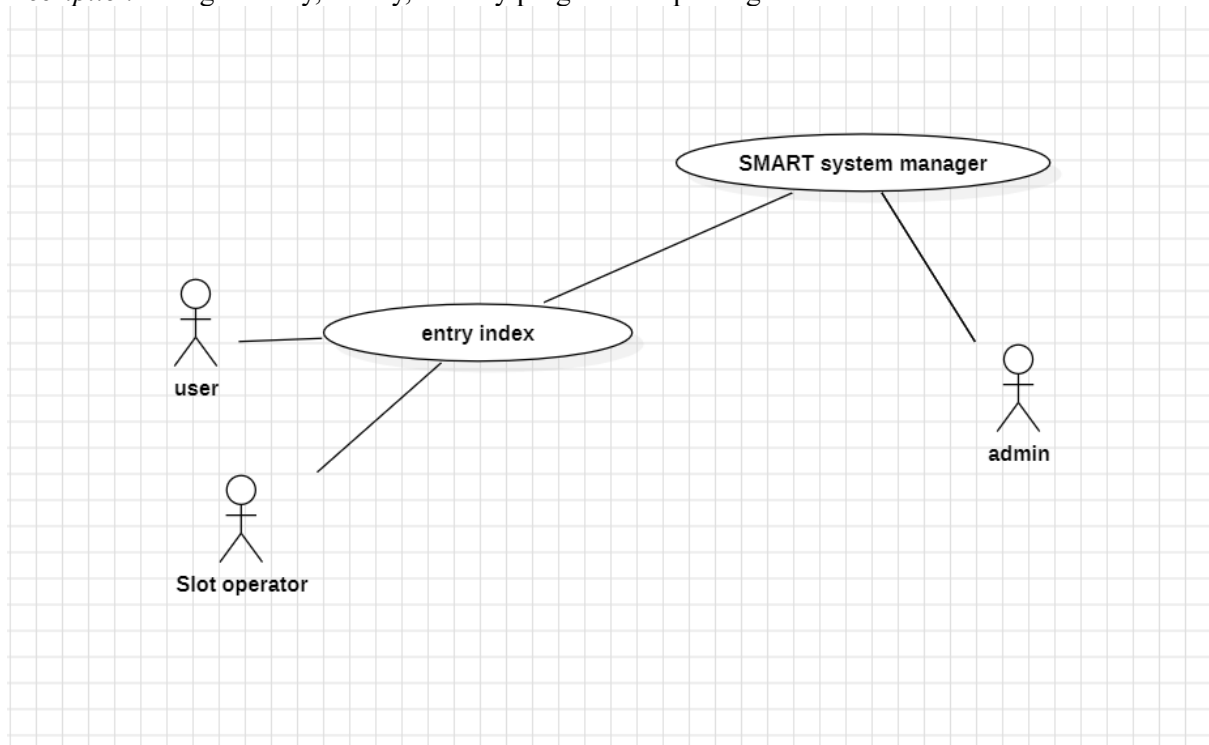 SMART system manager
entry index
user
admin
Slot operator